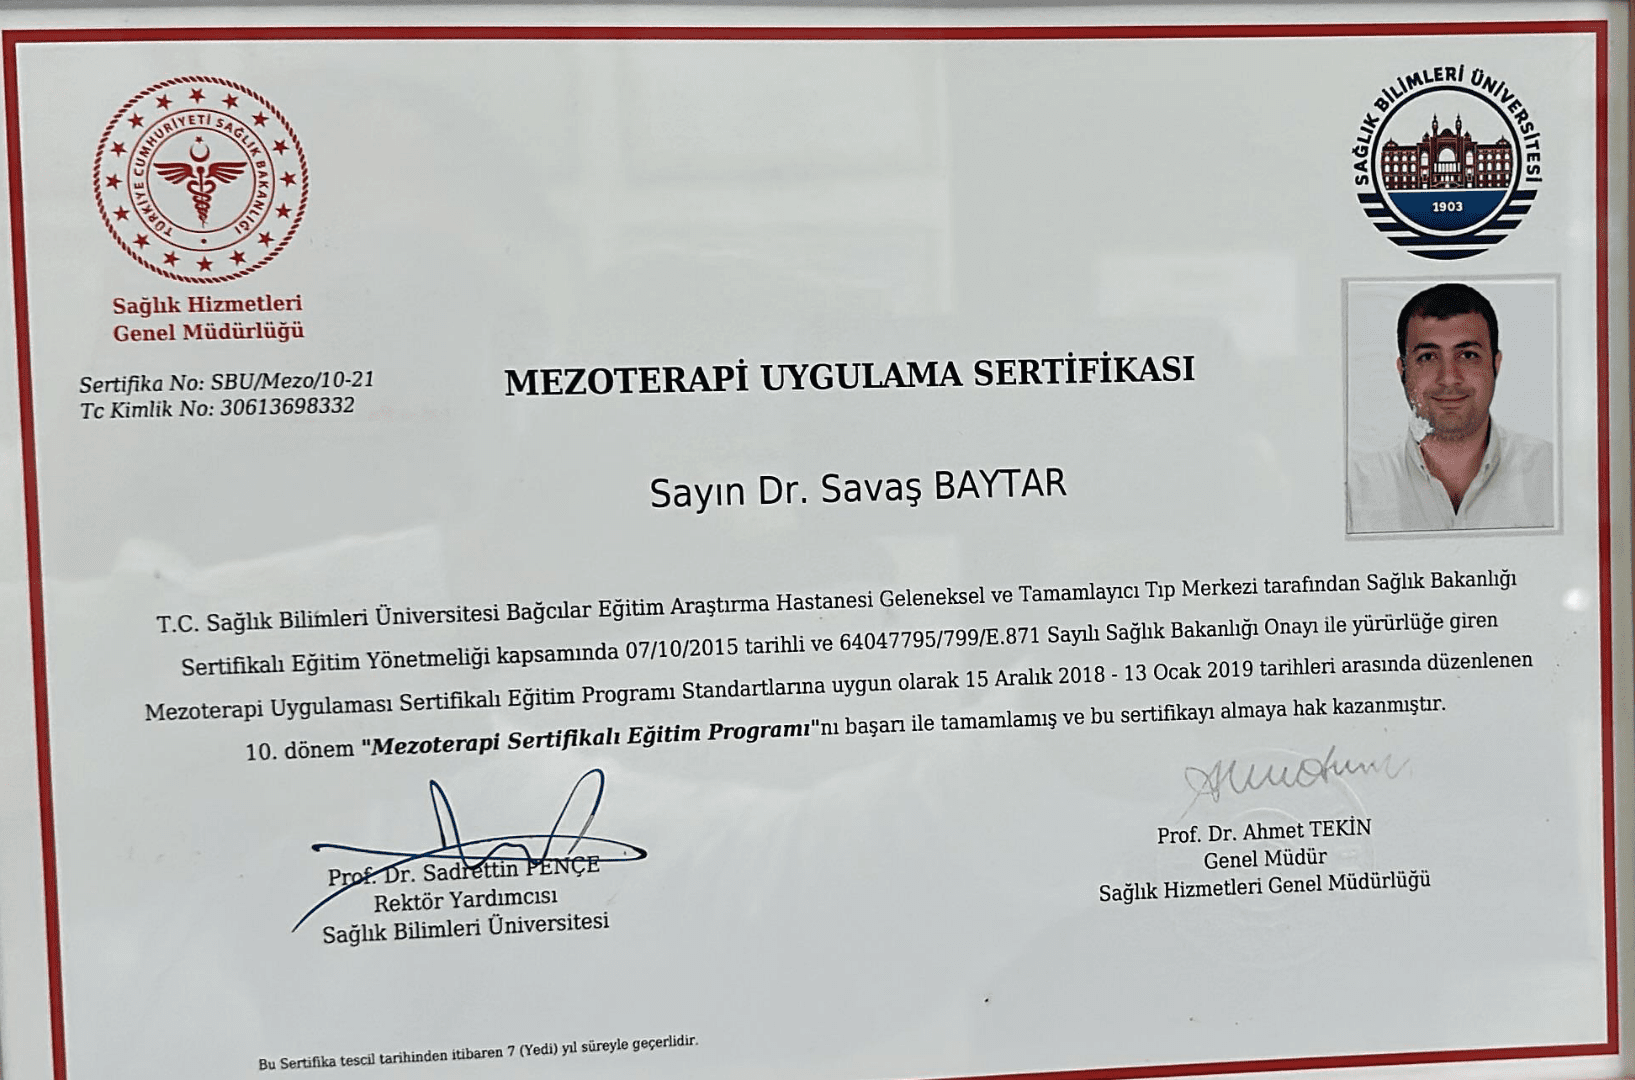 TÜRKİYE CUMHURİYETİ SAĞLIK BAKANLIĞI
Sağlık Hizmetleri
Genel Müdürlüğü
SAĞLIK BİLİMLERİ ÜNİVERSİTESİ
1903
Sertifika No: SBU/Mezo/10-21
Tc Kimlik No: 30613698332
MEZOTERAPİ UYGULAMA SERTİFİKASI
Sayın Dr. Savaş BAYTAR
T.C. Sağlık Bilimleri Üniversitesi Bağcılar Eğitim Araştırma Hastanesi Geleneksel ve Tamamlayıcı Tıp Merkezi tarafından Sağlık Bakanlığı
Sertifikalı Eğitim Yönetmeliği kapsamında 07/10/2015 tarihli ve 64047795/799/E.871 Sayılı Sağlık Bakanlığı Onayı ile yürürlüğe giren
Mezoterapi Uygulaması Sertifikalı Eğitim Programı Standartlarına uygun olarak 15 Aralık 2018 - 13 Ocak 2019 tarihleri arasında düzenlenen
10. dönem "Mezoterapi Sertifikalı Eğitim Programı"nı başarı ile tamamlamış ve bu sertifikayı almaya hak kazanmıştır.
Prof. Dr. Sadrettin PENÇE
Rektör Yardımcısı
Sağlık Bilimleri Üniversitesi
Prof. Dr. Ahmet TEKİN
Genel Müdür
Sağlık Hizmetleri Genel Müdürlüğü
Bu Sertifika tescil tarihinden itibaren 7 (Yedi) yıl süreyle geçerlidir.